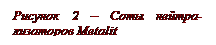 Рисунок 2 – Соты нейтра-
лизаторов Metalit